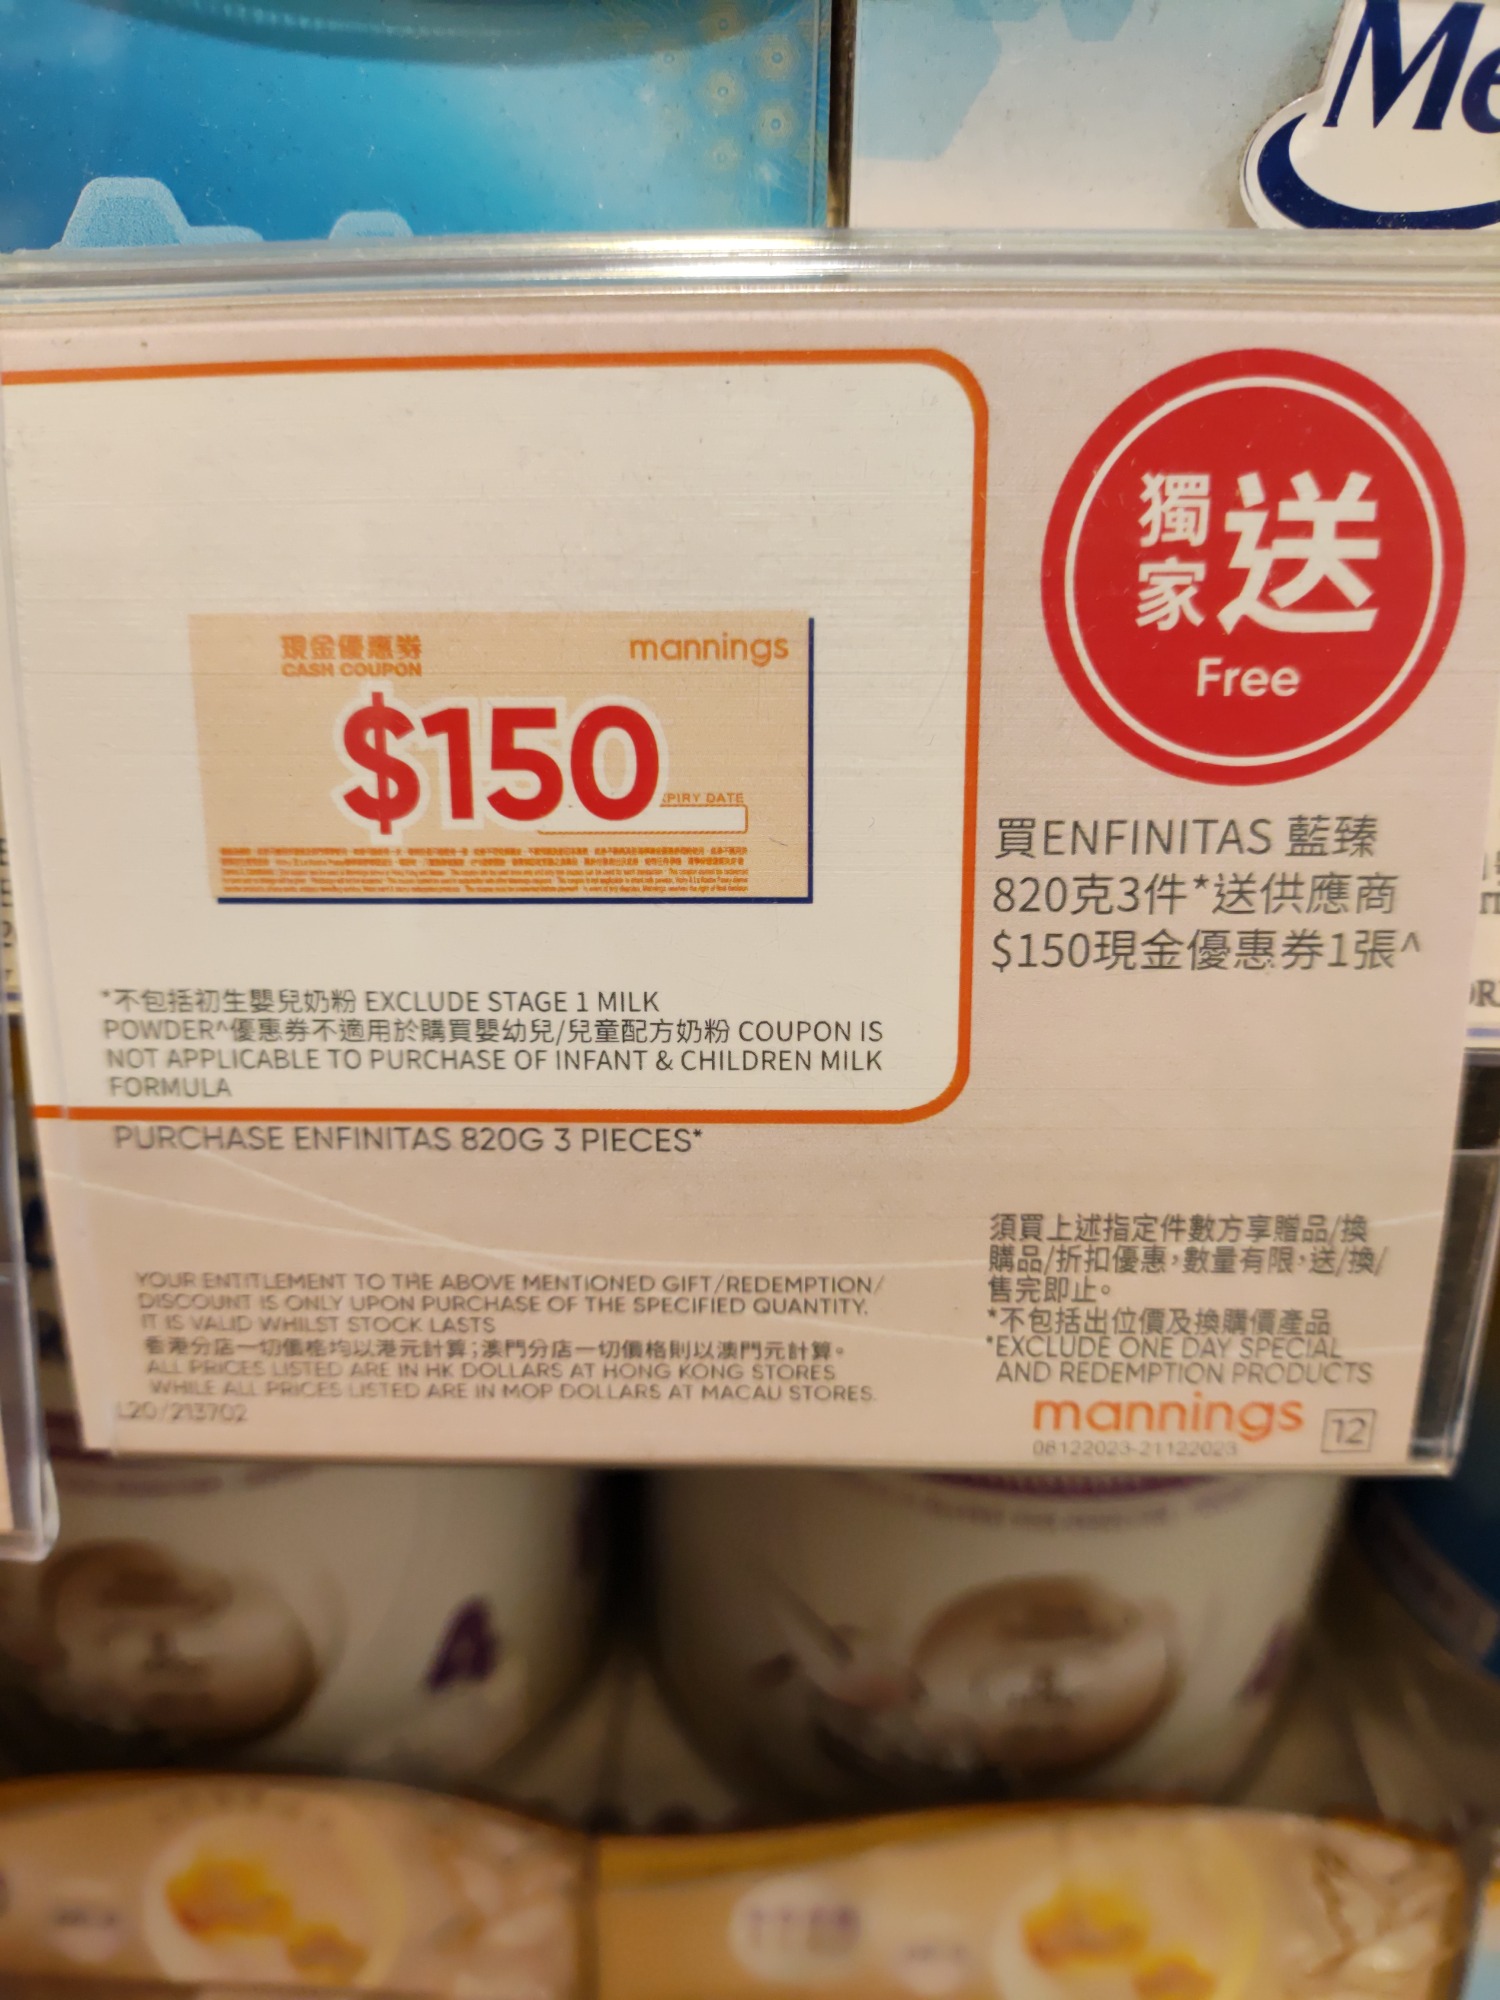 Me
獨家送
Free
現金優惠券
CASH COUPON
mannings
$150
PIRY DATE
買ENFINITAS 藍臻
820克3件*送供應商
$150現金優惠券1張^
*不包括初生嬰兒奶粉 EXCLUDE STAGE 1 MILK
POWDER^優惠券不適用於購買嬰幼兒/兒童配方奶粉 COUPON IS
NOT APPLICABLE TO PURCHASE OF INFANT & CHILDREN MILK
FORMULA
PURCHASE ENFINITAS 820G 3 PIECES*
須買上述指定件數方享贈品/換
購品/折扣優惠，數量有限，送/換/
售完即止。
*不包括出位價及換購價產品
*EXCLUDE ONE DAY SPECIAL
AND REDEMPTION PRODUCTS
YOUR ENTITLEMENT TO THE ABOVE MENTIONED GIFT/REDEMPTION/
DISCOUNT IS ONLY UPON PURCHASE OF THE SPECIFIED QUANTITY.
IT IS VALID WHILST STOCK LASTS
香港分店一切價格均以港元計算；澳門分店一切價格則以澳門元計算。
ALL PRICES LISTED ARE IN HK DOLLARS AT HONG KONG STORES
WHILE ALL PRICES LISTED ARE IN MOP DOLLARS AT MACAU STORES.
L20/213702
mannings 12
08122023-21122023